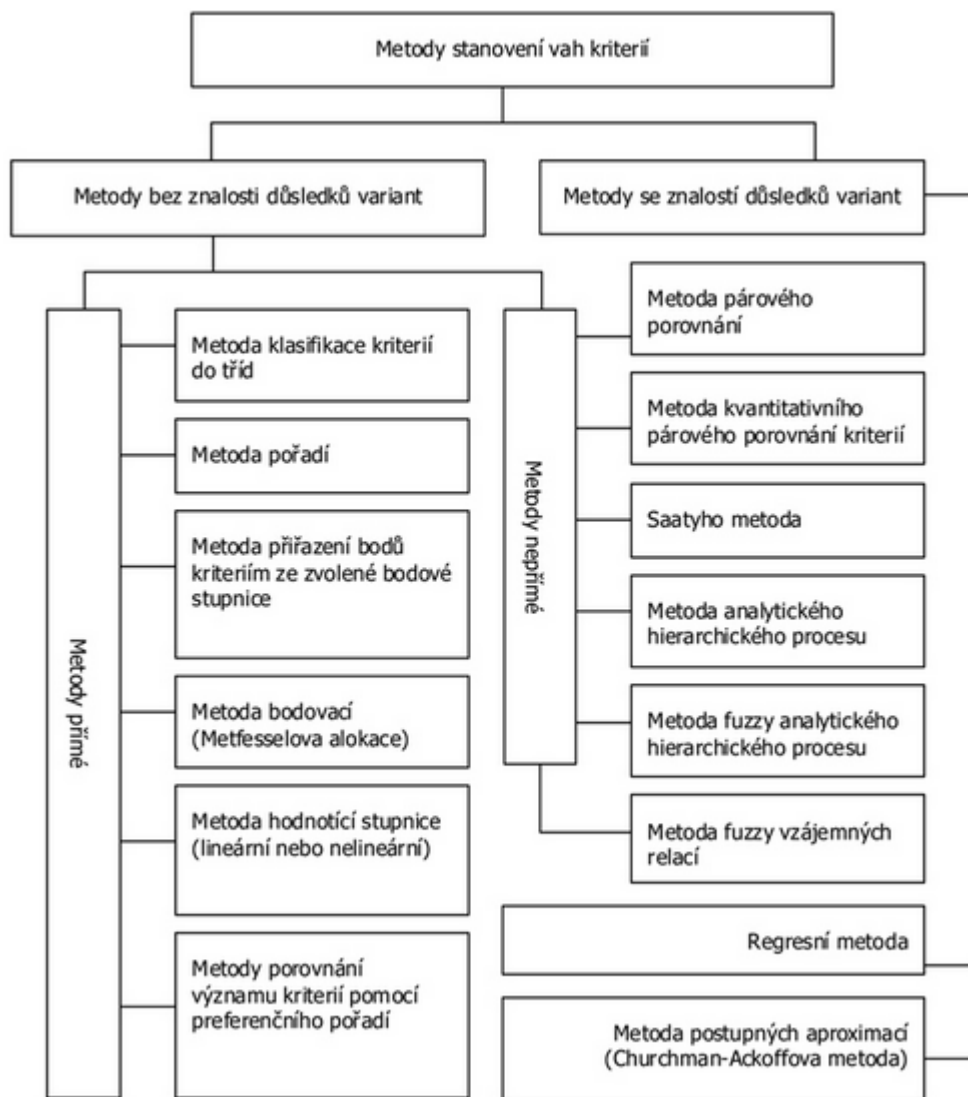 Metody stanovení vah kriterií
Metody bez znalosti důsledků variant
Metody se znalostí důsledků variant
Metody přímé
Metoda klasifikace kriterií
do tříd
Metoda pořadí
Metoda přiřazení bodů
kriteriím ze zvolené bodové
stupnice
Metoda bodovací
(Metfesselova alokace)
Metoda hodnotící stupnice
(lineární nebo nelineární)
Metody porovnání
významu kriterií pomocí
preferenčního pořadí
Metody nepřímé
Metoda párového
porovnání
Metoda kvantitativního
párového porovnání kriterií
Saatyho metoda
Metoda analytického
hierarchického procesu
Metoda fuzzy analytického
hierarchického procesu
Metoda fuzzy vzájemných
relací
Regresní metoda
Metoda postupných aproximací
(Churchman-Ackoffova metoda)